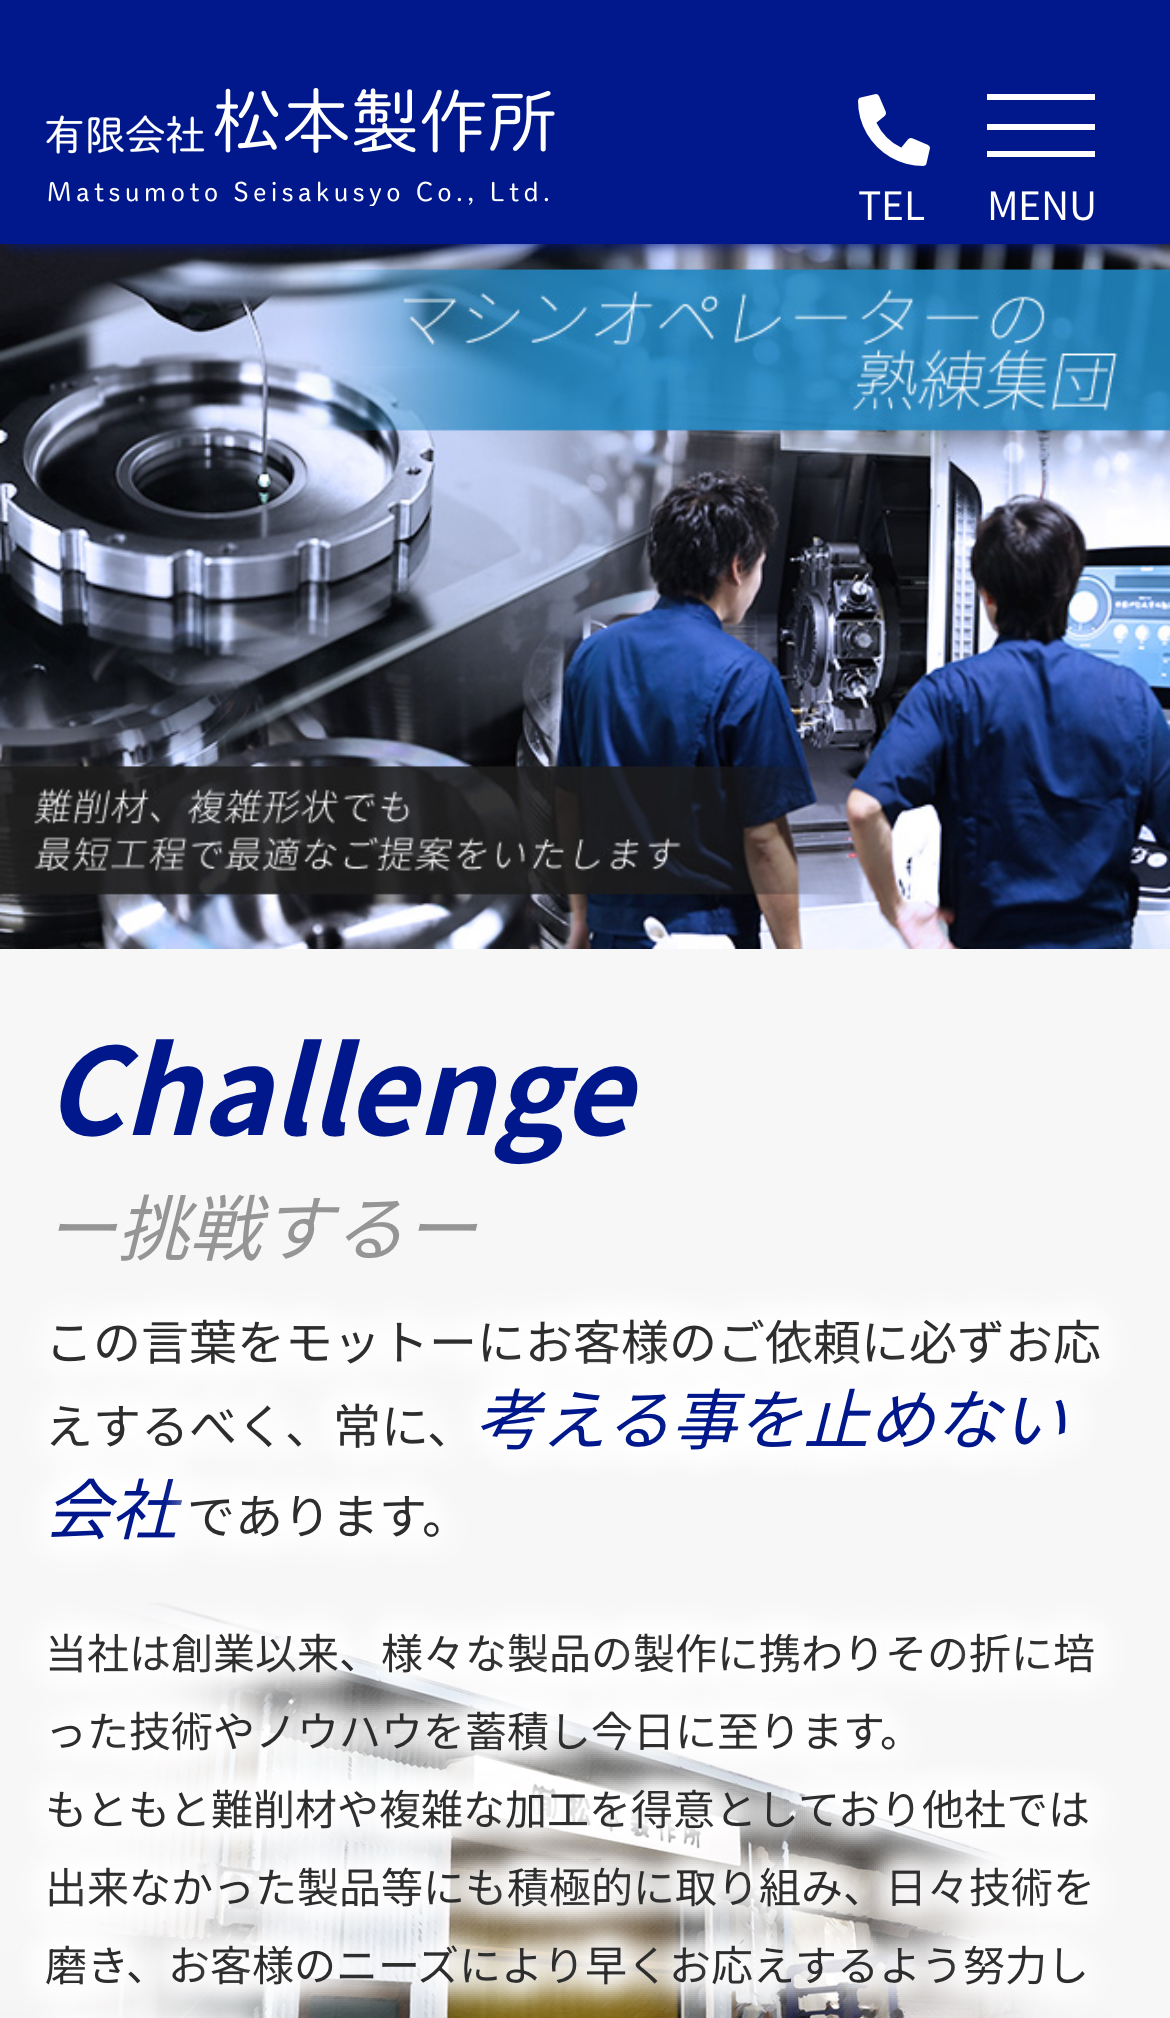 有限会社 松本製作所
Matsumoto Seisakusyo Co., Ltd.
TEL
MENU
マシンオペレーターの
熟練集団
難削材、複雑形状でも
最短工程で最適なご提案をいたします
Challenge
ー挑戦するー
この言葉をモットーにお客様のご依頼に必ずお応
えするべく、常に、考える事を止めない
会社であります。
当社は創業以来、様々な製品の製作に携わりその折に培
った技術やノウハウを蓄積し今日に至ります。
もともと難削材や複雑な加工を得意としており他社では
出来なかった製品等にも積極的に取り組み、日々技術を
磨き、お客様のニーズにより早くお応えするよう努力し